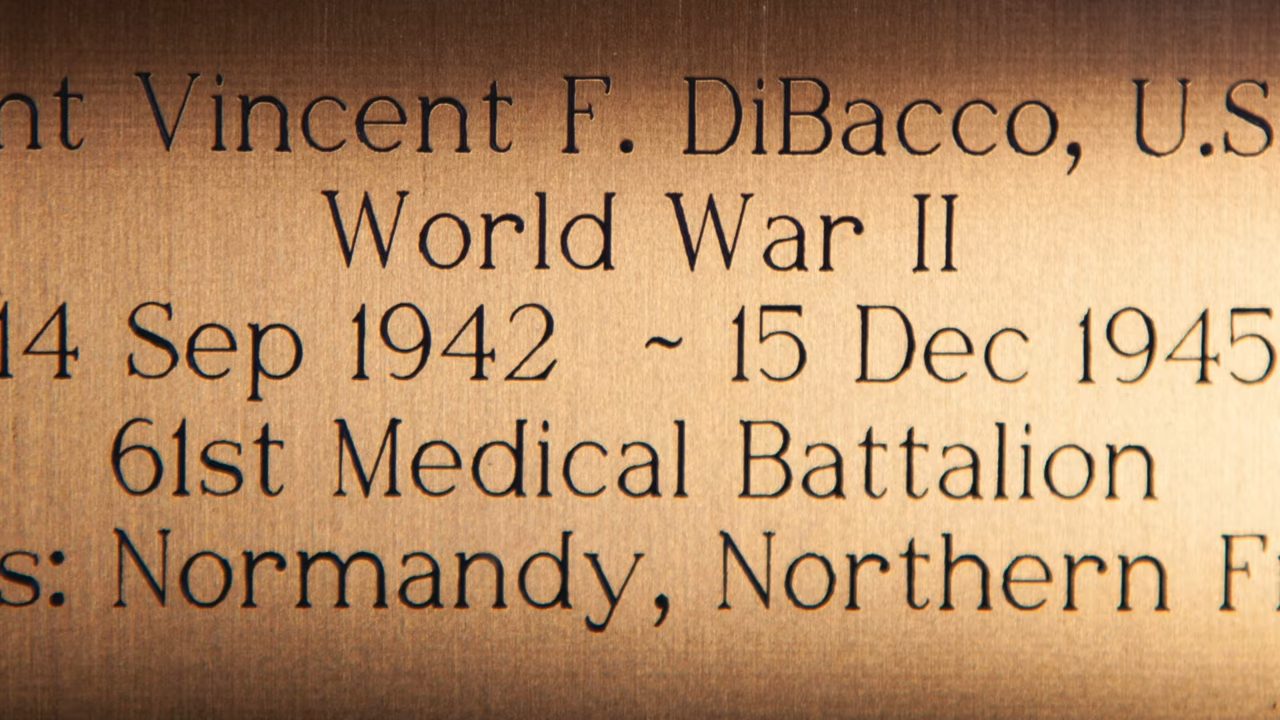 nt Vincent F. DiBacco, U.S
World War II
14 Sep 1942 ~ 15 Dec 1945
61st Medical Battalion
s: Normandy, Northern F